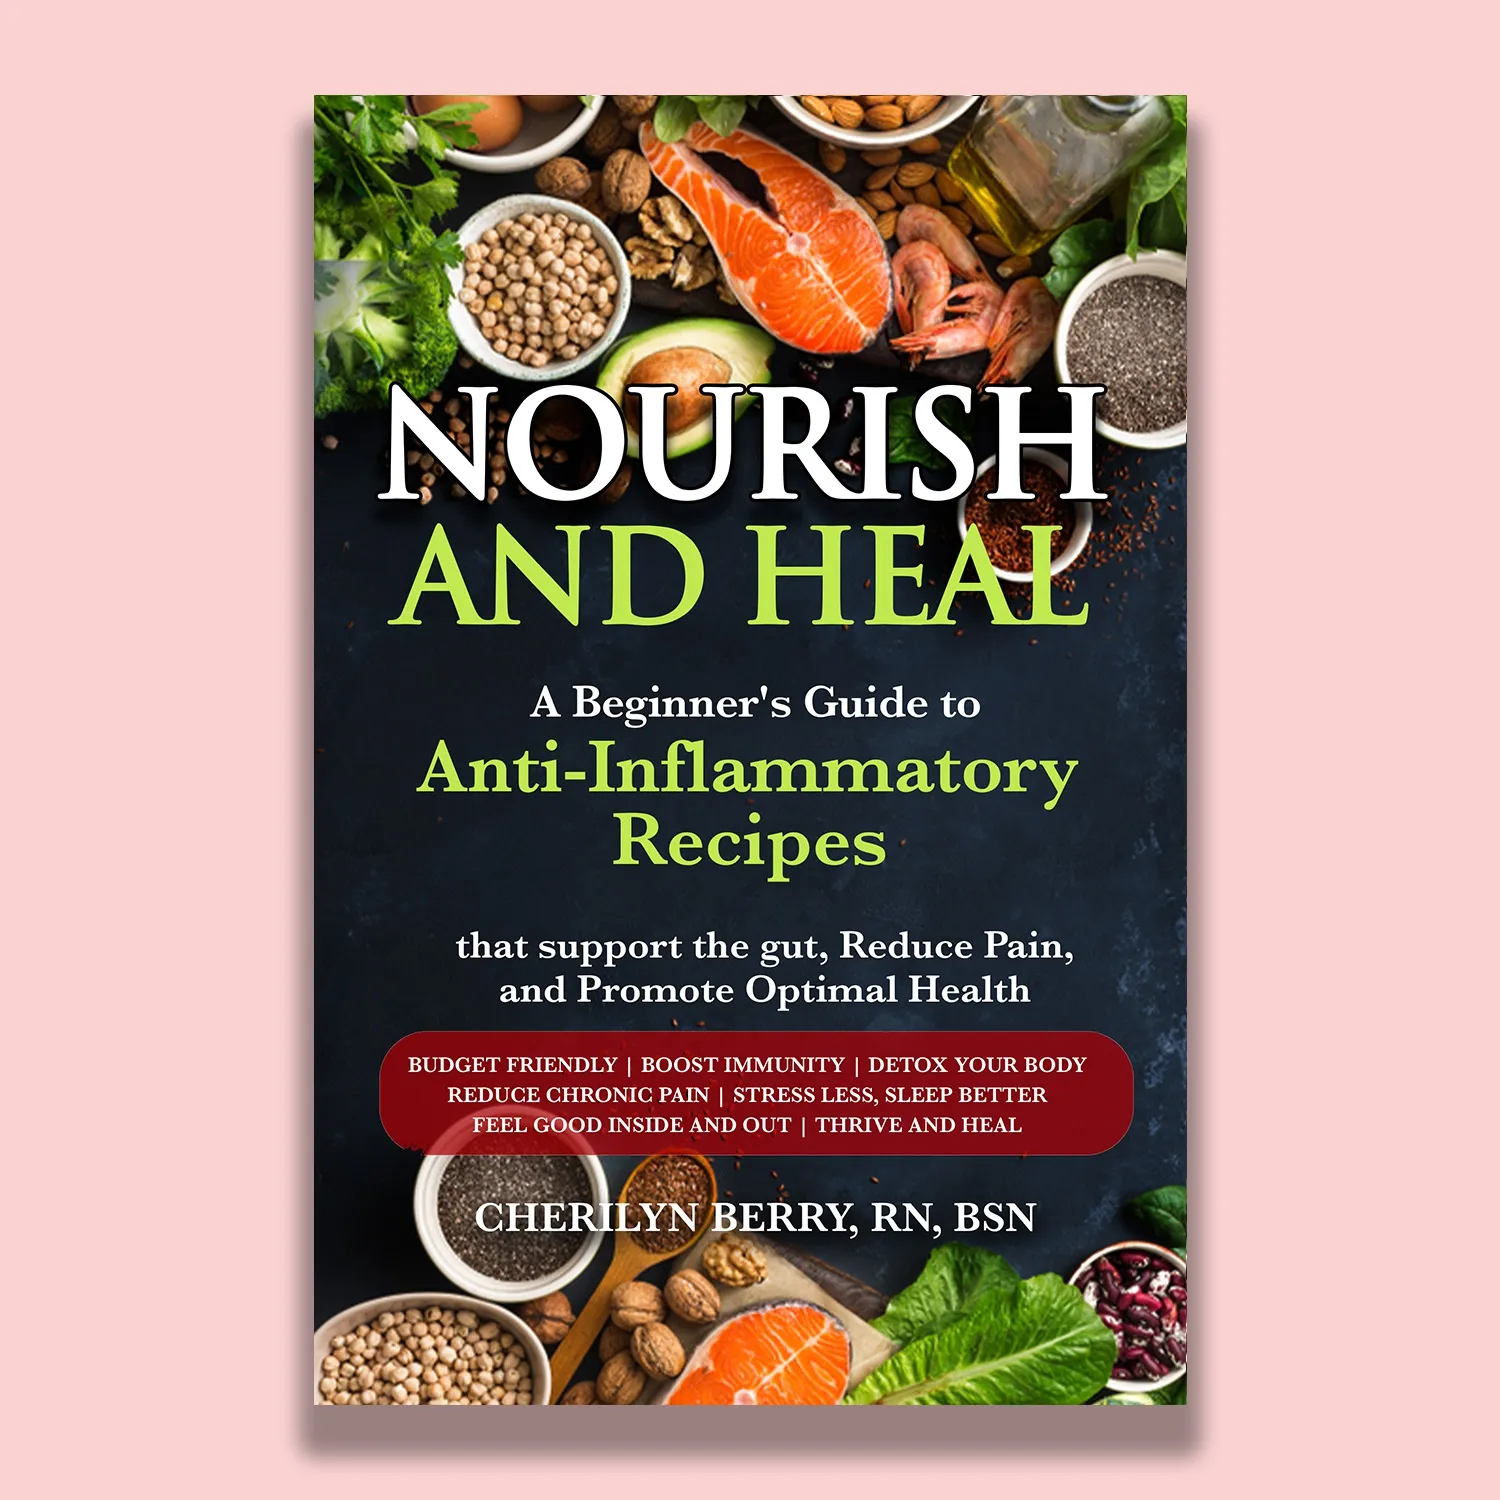 NOURISH
AND HEAL
A Beginner's Guide to
Anti-Inflammatory
Recipes
that support the gut, Reduce Pain,
and Promote Optimal Health
BUDGET FRIENDLY | BOOST IMMUNITY | DETOX YOUR BODY
REDUCE CHRONIC PAIN | STRESS LESS, SLEEP BETTER
FEEL GOOD INSIDE AND OUT | THRIVE AND HEAL
CHERILYN BERRY, RN, BSN